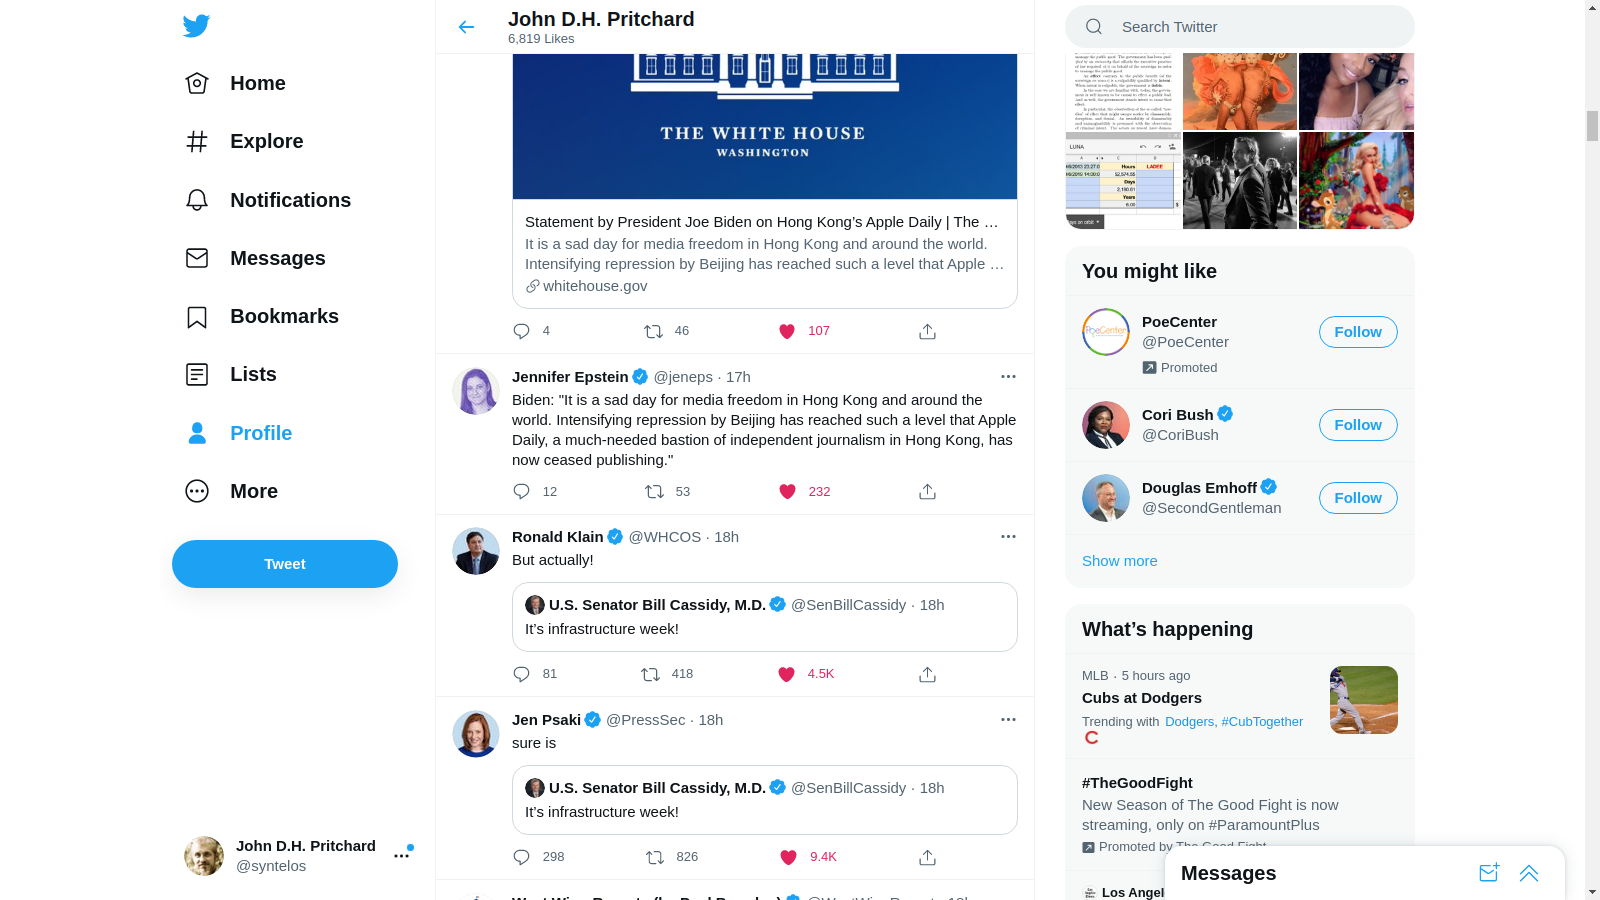 Home
Explore
Notifications
Messages
Bookmarks
Lists
Profile
More
Tweet
John D.H. Pritchard
@syntelos
John D.H. Pritchard
6,819 Likes
THE WHITE HOUSE
WASHINGTON
Statement by President Joe Biden on Hong Kong’s Apple Daily | The …
It is a sad day for media freedom in Hong Kong and around the world.
Intensifying repression by Beijing has reached such a level that Apple …
whitehouse.gov
4 46 107
Jennifer Epstein @jeneps · 17h
Biden: "It is a sad day for media freedom in Hong Kong and around the
world. Intensifying repression by Beijing has reached such a level that Apple
Daily, a much-needed bastion of independent journalism in Hong Kong, has
now ceased publishing."
12 53 232
Ronald Klain @WHCOS · 18h
But actually!
U.S. Senator Bill Cassidy, M.D. @SenBillCassidy · 18h
It’s infrastructure week!
81 418 4.5K
Jen Psaki @PressSec · 18h
sure is
U.S. Senator Bill Cassidy, M.D. @SenBillCassidy · 18h
It’s infrastructure week!
298 826 9.4K
Search Twitter
LUNA
Hours LADEE
Days
Years
6.00
You might like
PoeCenter
PoeCenter
@PoeCenter
Promoted
Follow
Cori Bush
@CoriBush
Follow
Douglas Emhoff
@SecondGentleman
Follow
Show more
What’s happening
MLB · 5 hours ago
Cubs at Dodgers
Trending with Dodgers, #CubTogether
#TheGoodFight
New Season of The Good Fight is now
streaming, only on #ParamountPlus
Promoted by The Good Fight
Los Angel
Messages